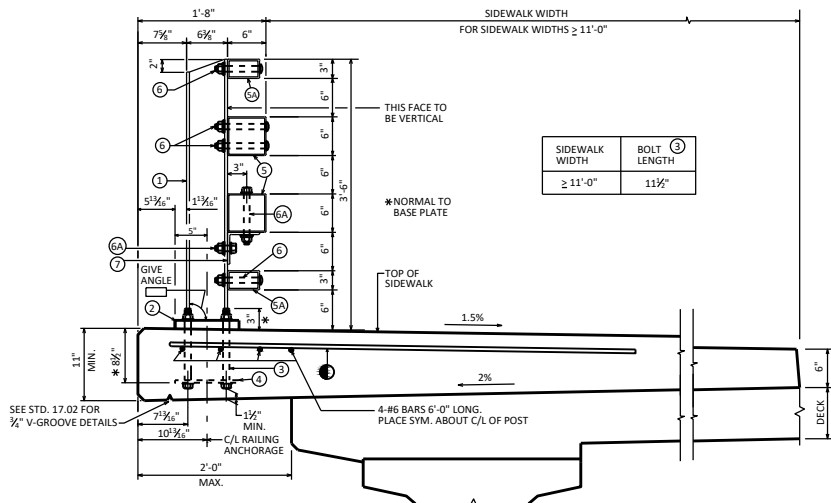 1'-8"
SIDEWALK WIDTH
FOR SIDEWALK WIDTHS ≥ 11'-0"
7⅝"
6⅜"
6"
2"
6
5A
3"
6"
THIS FACE TO
BE VERTICAL
6
6"
5
6"
3'-6"
SIDEWALK
WIDTH
BOLT
LENGTH
3
≥ 11'-0"
11½"
1
3"
5 13/16"
1 13/16"
6A
6"
*NORMAL TO
BASE PLATE
5"
6A
6
6"
7
GIVE
ANGLE
5A
3"
TOP OF
SIDEWALK
2
3"
*
6"
1.5%
11"
MIN.
* 8½"
3
4
2%
6"
DECK
SEE STD. 17.02 FOR
¾" V-GROOVE DETAILS
7 13/16"
1½"
MIN.
4-#6 BARS 6'-0" LONG.
PLACE SYM. ABOUT C/L OF POST
10 13/16"
C/L RAILING
ANCHORAGE
2'-0"
MAX.